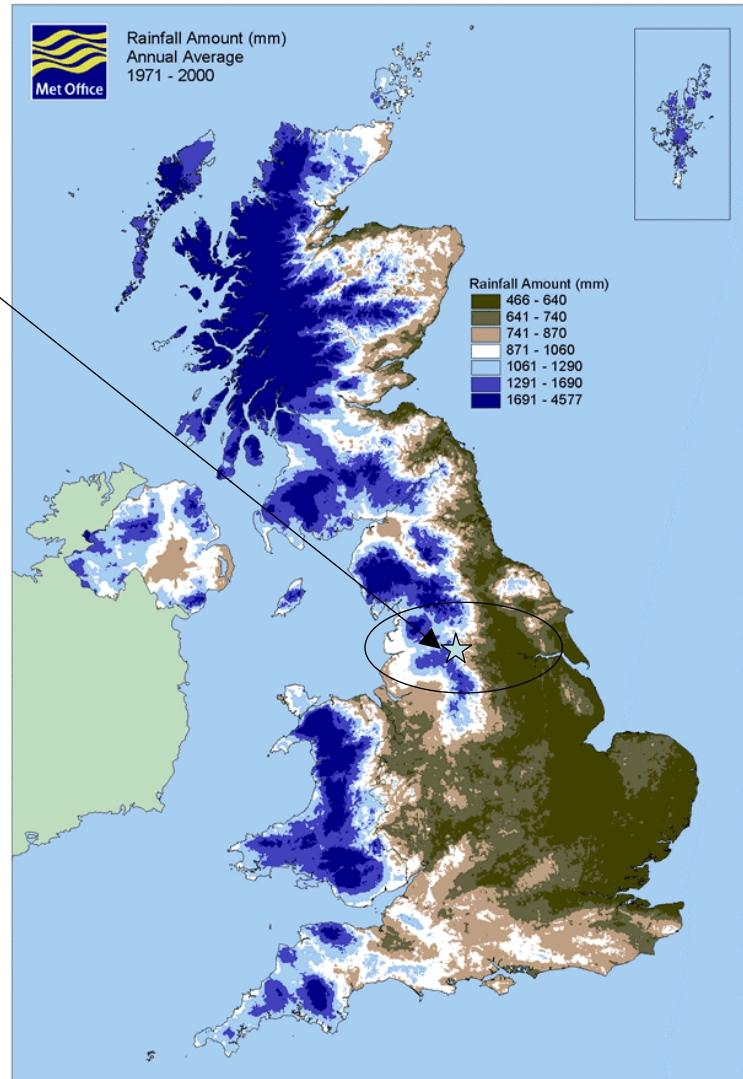 Met Office
Rainfall Amount (mm)
Annual Average
1971 - 2000
Rainfall Amount (mm)
466 - 640
641 - 740
741 - 870
871 - 1060
1061 - 1290
1291 - 1690
1691 - 4577